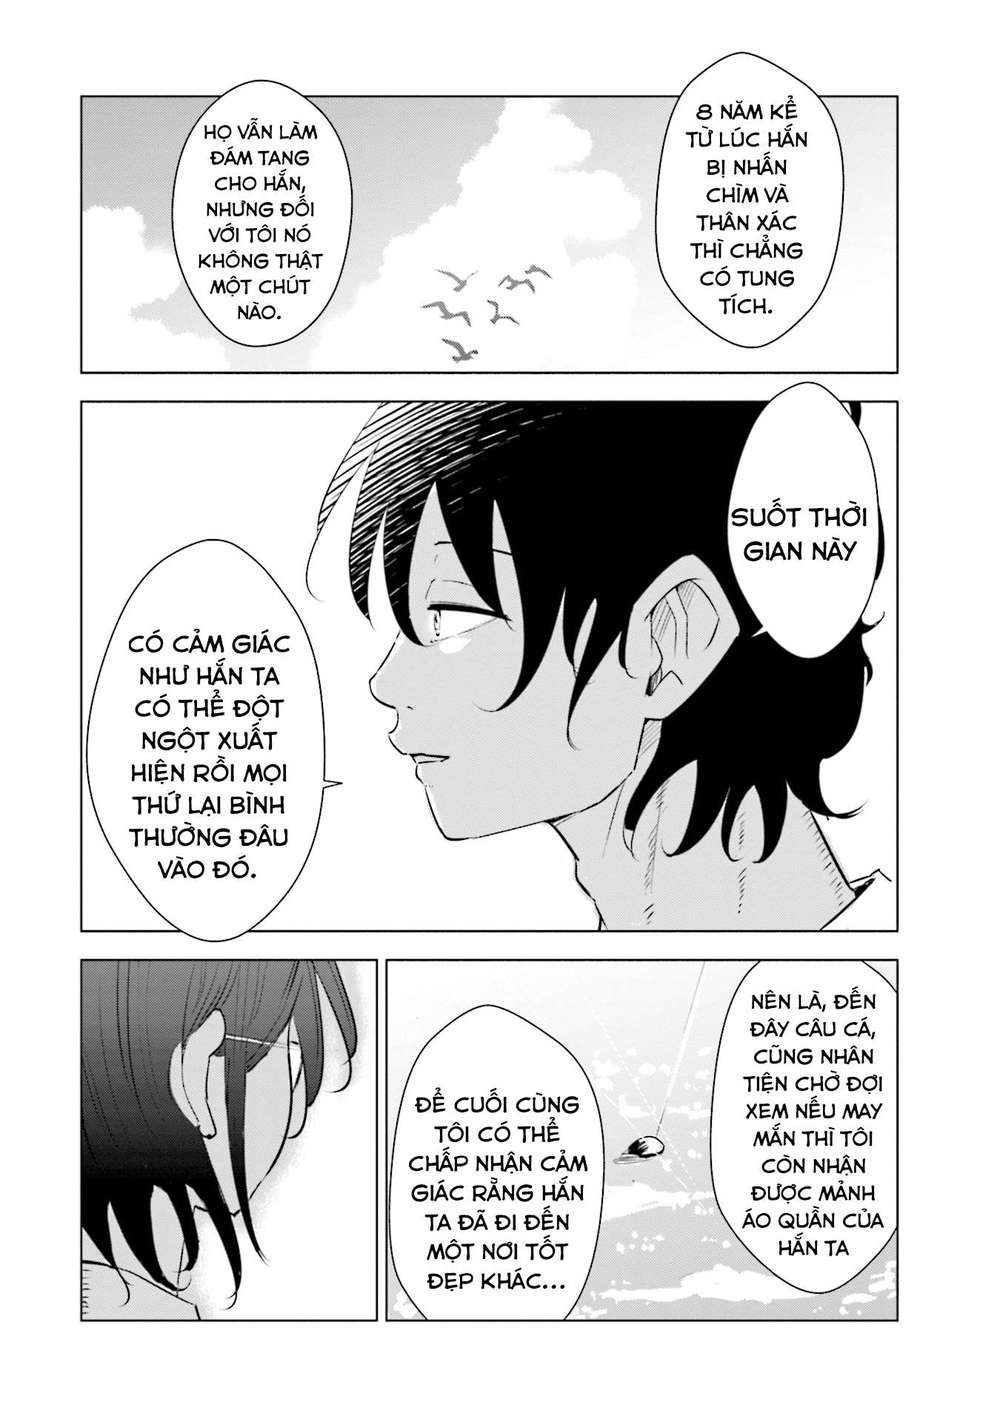 8 NĂM KỂ
TỪ LÚC HẮN
BỊ NHẤN
CHÌM VÀ
THÂN XÁC
THÌ CHẲNG
CÓ TUNG
TÍCH.
HỌ VẪN LÀM
ĐÁM TANG
CHO HẮN,
NHƯNG ĐỐI
VỚI TÔI NÓ
KHÔNG THẬT
MỘT CHÚT
NÀO.
SUỐT THỜI
GIAN NÀY
CÓ CẢM GIÁC
NHƯ HẮN TA
CÓ THỂ ĐỘT
NGỘT XUẤT
HIỆN RỒI MỌI
THỨ LẠI BÌNH
THƯỜNG ĐÂU
VÀO ĐÓ.
NÊN LÀ, ĐẾN
ĐÂY CÂU CÁ,
CŨNG NHÂN
TIỆN CHỜ ĐỢI
XEM NẾU MAY
MẮN THÌ TÔI
CÒN NHẬN
ĐƯỢC MẢNH
ÁO QUẦN CỦA
HẮN TA
ĐỂ CUỐI CÙNG
TÔI CÓ THỂ
CHẤP NHẬN CẢM
GIÁC RẰNG HẮN
TA ĐÃ ĐI ĐẾN
MỘT NƠI TỐT
ĐẸP KHÁC...